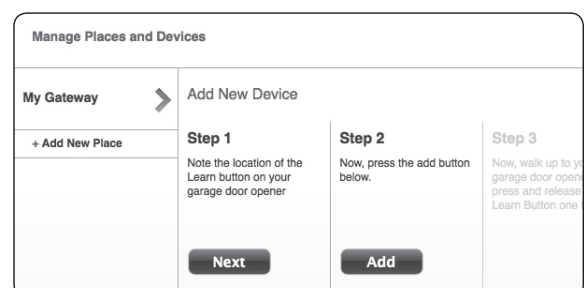 Manage Places and Devices
My Gateway
+ Add New Place
Add New Device
Step 1
Note the location of the
Learn button on your
garage door opener
Next
Step 2
Now, press the add button
below.
Add
Step 3
Now, walk up to
garage door
press and release
Learn Button one